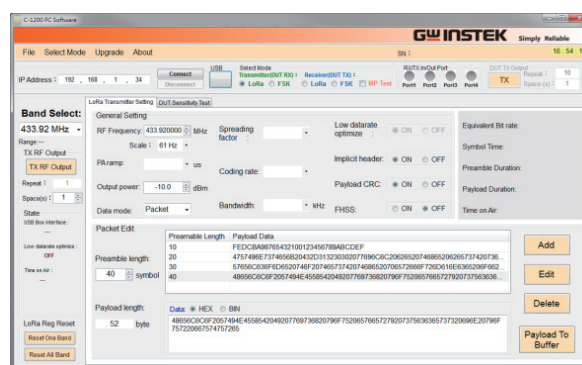 C-1200 PC Software
GWINSTEK Simply Reliable
File Select Mode Upgrade About
SN :
16 : 54 : 1
IP Address : 192 . 168 . 1 . 34
Connect
Disconnect
USB
Select Mode
Transmitter(DUT RX) : Receiver(DUT TX) :
LoRa FSK LoRa FSK MP Test
RX/TX In/Out Port
Port1 Port2 Port3 Port4
DUT TX Output
TX
Repeat : 10
Space (s) : 1
LoRa Transmitter Setting DUT Sensitivity Test
Band Select:
433.92 MHz
Range:--
TX RF Output
TX RF Output
Repeat : 1
Space(s) : 1
State
USB Box interface :
---
Low datarate optimize :
OFF
Time on Air :
---
LoRa Reg Reset
Reset One Band
Reset All Band
General Setting
RF Frequency: 433.920000 MHz
Scale : 61 Hz
PA ramp: us
Output power: -10.0 dBm
Data mode: Packet
Spreading factor :
Coding rate:
Bandwidth: kHz
Low datarate optimize : ON OFF
Implicit header: ON OFF
Payload CRC: ON OFF
FHSS: ON OFF
Equivalent Bit rate:
Symbol Time:
Preamble Duration:
Payload Duration:
Time on Air:
Packet Edit
Preamble length:
40 symbol
Payload length:
52 byte
Preamable Length Payload Data
10 FEDCBA98765432100123456789ABCDEF
20
30
40
Data: HEX BIN
Add
Edit
Delete
Payload To Buffer